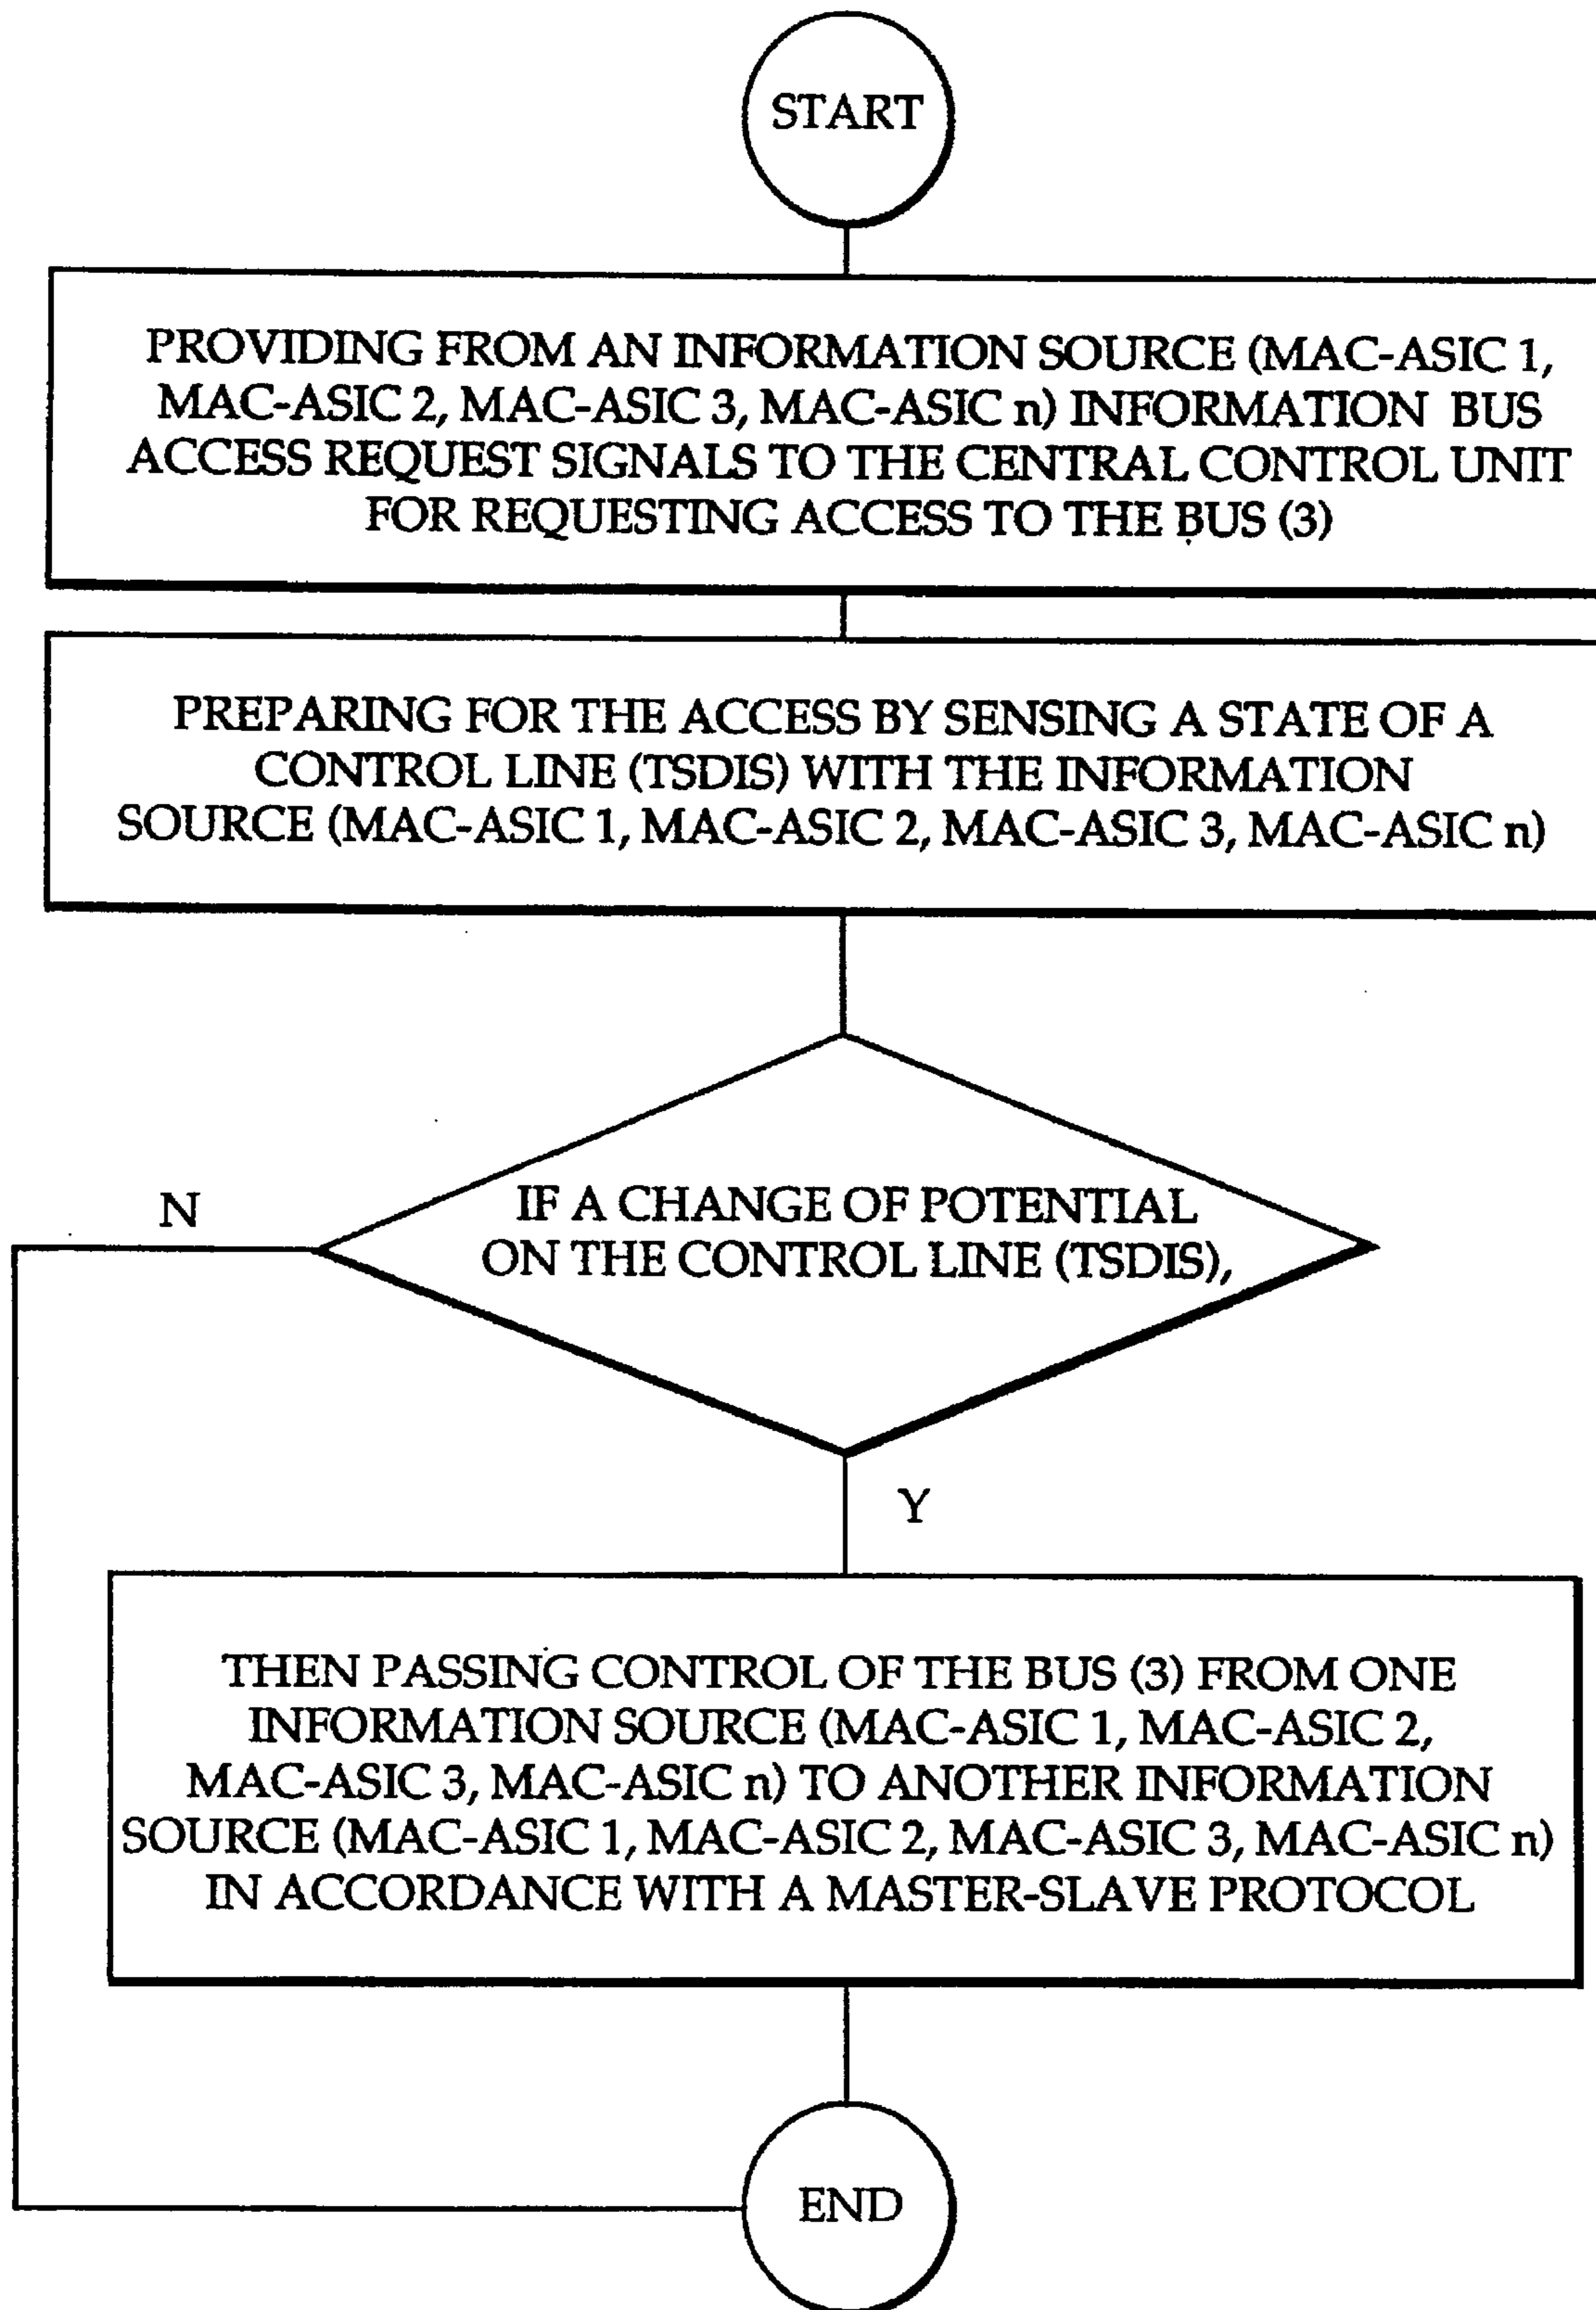 START
PROVIDING FROM AN INFORMATION SOURCE (MAC-ASIC 1,
MAC-ASIC 2, MAC-ASIC 3, MAC-ASIC n) INFORMATION BUS
ACCESS REQUEST SIGNALS TO THE CENTRAL CONTROL UNIT
FOR REQUESTING ACCESS TO THE BUS (3)
PREPARING FOR THE ACCESS BY SENSING A STATE OF A
CONTROL LINE (TSDIS) WITH THE INFORMATION
SOURCE (MAC-ASIC 1, MAC-ASIC 2, MAC-ASIC 3, MAC-ASIC n)
N
IF A CHANGE OF POTENTIAL
ON THE CONTROL LINE (TSDIS),
Y
THEN PASSING CONTROL OF THE BUS (3) FROM ONE
INFORMATION SOURCE (MAC-ASIC 1, MAC-ASIC 2,
MAC-ASIC 3, MAC-ASIC n) TO ANOTHER INFORMATION
SOURCE (MAC-ASIC 1, MAC-ASIC 2, MAC-ASIC 3, MAC-ASIC n)
IN ACCORDANCE WITH A MASTER-SLAVE PROTOCOL
END